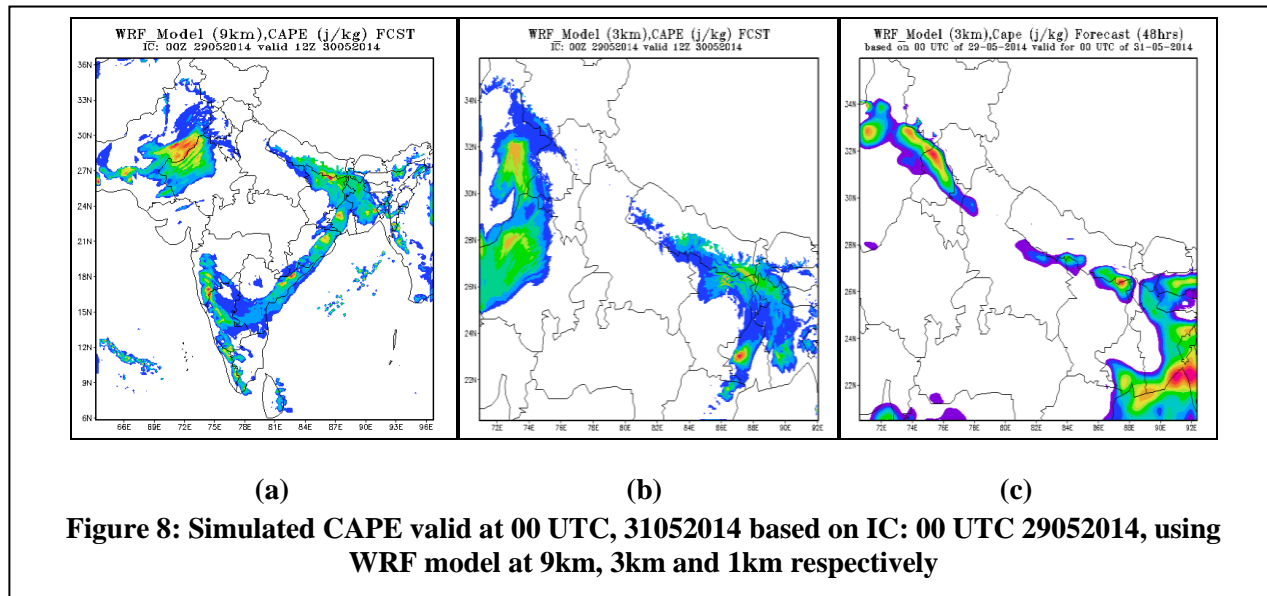 WRF_Model (9km),CAPE (j/kg) FCST
IC: 00Z 29052014 valid 12Z 30052014
36N
33N
30N
27N
24N
21N
18N
15N
12N
9N
6N
66E 69E 72E 75E 78E 81E 84E 87E 90E 93E 96E
WRF_Model (3km),CAPE (j/kg) FCST
IC: 00Z 29052014 valid 12Z 30052014
34N
32N
30N
28N
26N
24N
22N
72E 74E 76E 78E 80E 82E 84E 86E 88E 90E 92E
WRF_Model (3km),Cape (j/kg) Forecast (48hrs)
based on 00 UTC of 29-05-2014 valid for 00 UTC of 31-05-2014
34N
32N
30N
28N
26N
24N
22N
72E 74E 76E 78E 80E 82E 84E 86E 88E 90E 92E
(a) (b) (c)
Figure 8: Simulated CAPE valid at 00 UTC, 31052014 based on IC: 00 UTC 29052014, using
WRF model at 9km, 3km and 1km respectively